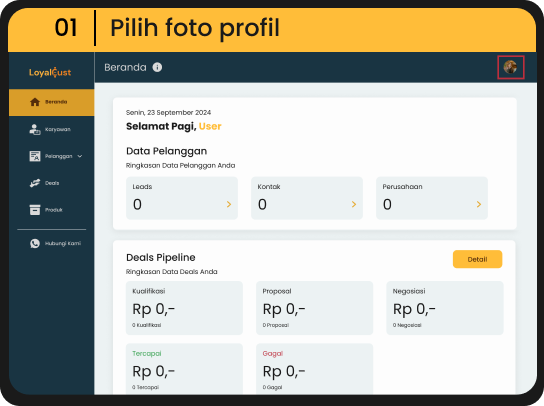 01 Pilih foto profil
LoyalCust
Beranda
Beranda
Karyawan
Pelanggan
Deals
Produk
Hubungi Kami
Senin, 23 September 2024
Selamat Pagi, User
Data Pelanggan
Ringkasan Data Pelanggan Anda
Leads
0
Kontak
0
Perusahaan
0
Deals Pipeline
Ringkasan Data Deals Anda
Detail
Kualifikasi
Rp 0,-
0 Kualifikasi
Proposal
Rp 0,-
0 Proposal
Negosiasi
Rp 0,-
0 Negosiasi
Tercapai
Rp 0,-
0 Tercapai
Gagal
Rp 0,-
0 Gagal